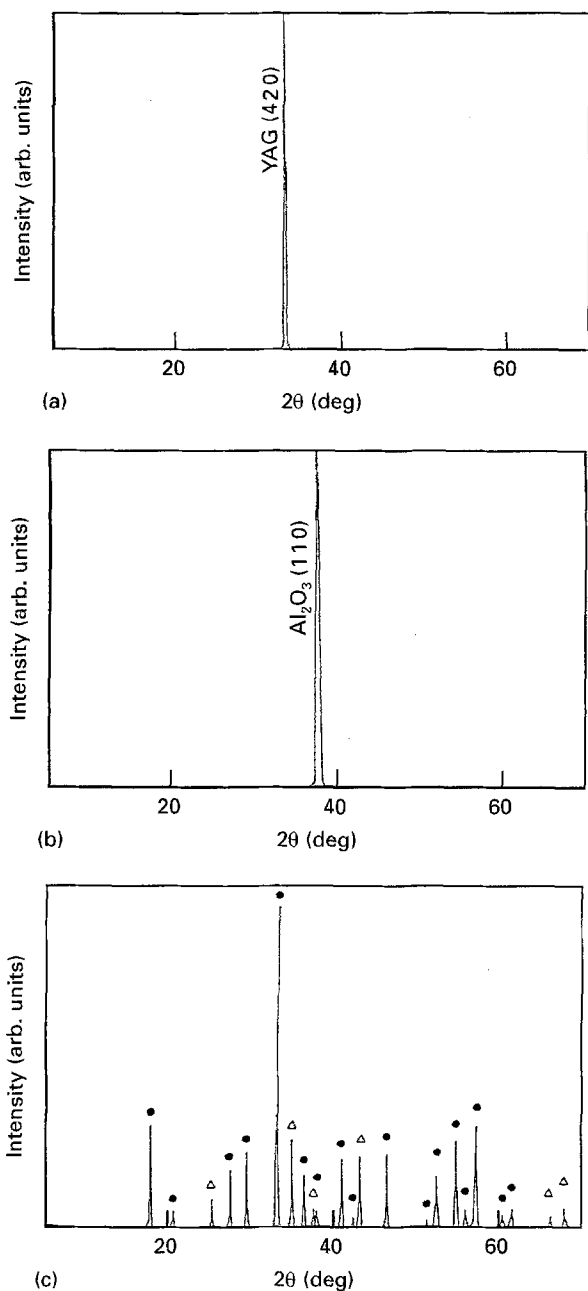 Intensity (arb. units)
YAG (420)
20 40 60
(a) 2θ (deg)
Intensity (arb. units)
Al₂O₃ (110)
20 40 60
(b) 2θ (deg)
Intensity (arb. units)
20 40 60
(c) 2θ (deg)